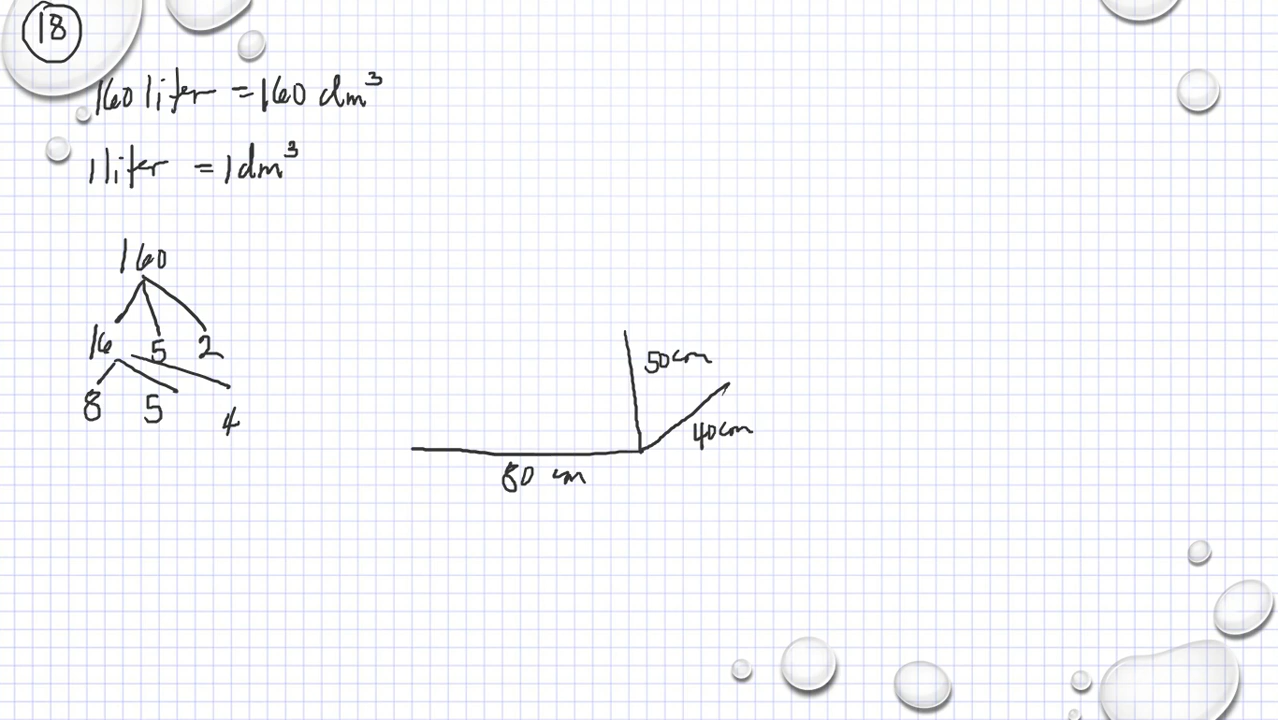 18
160 liter = 160 dm³
1 liter = 1 dm³
160
16 5 2
8 5 4
50 cm
40 cm
80 cm